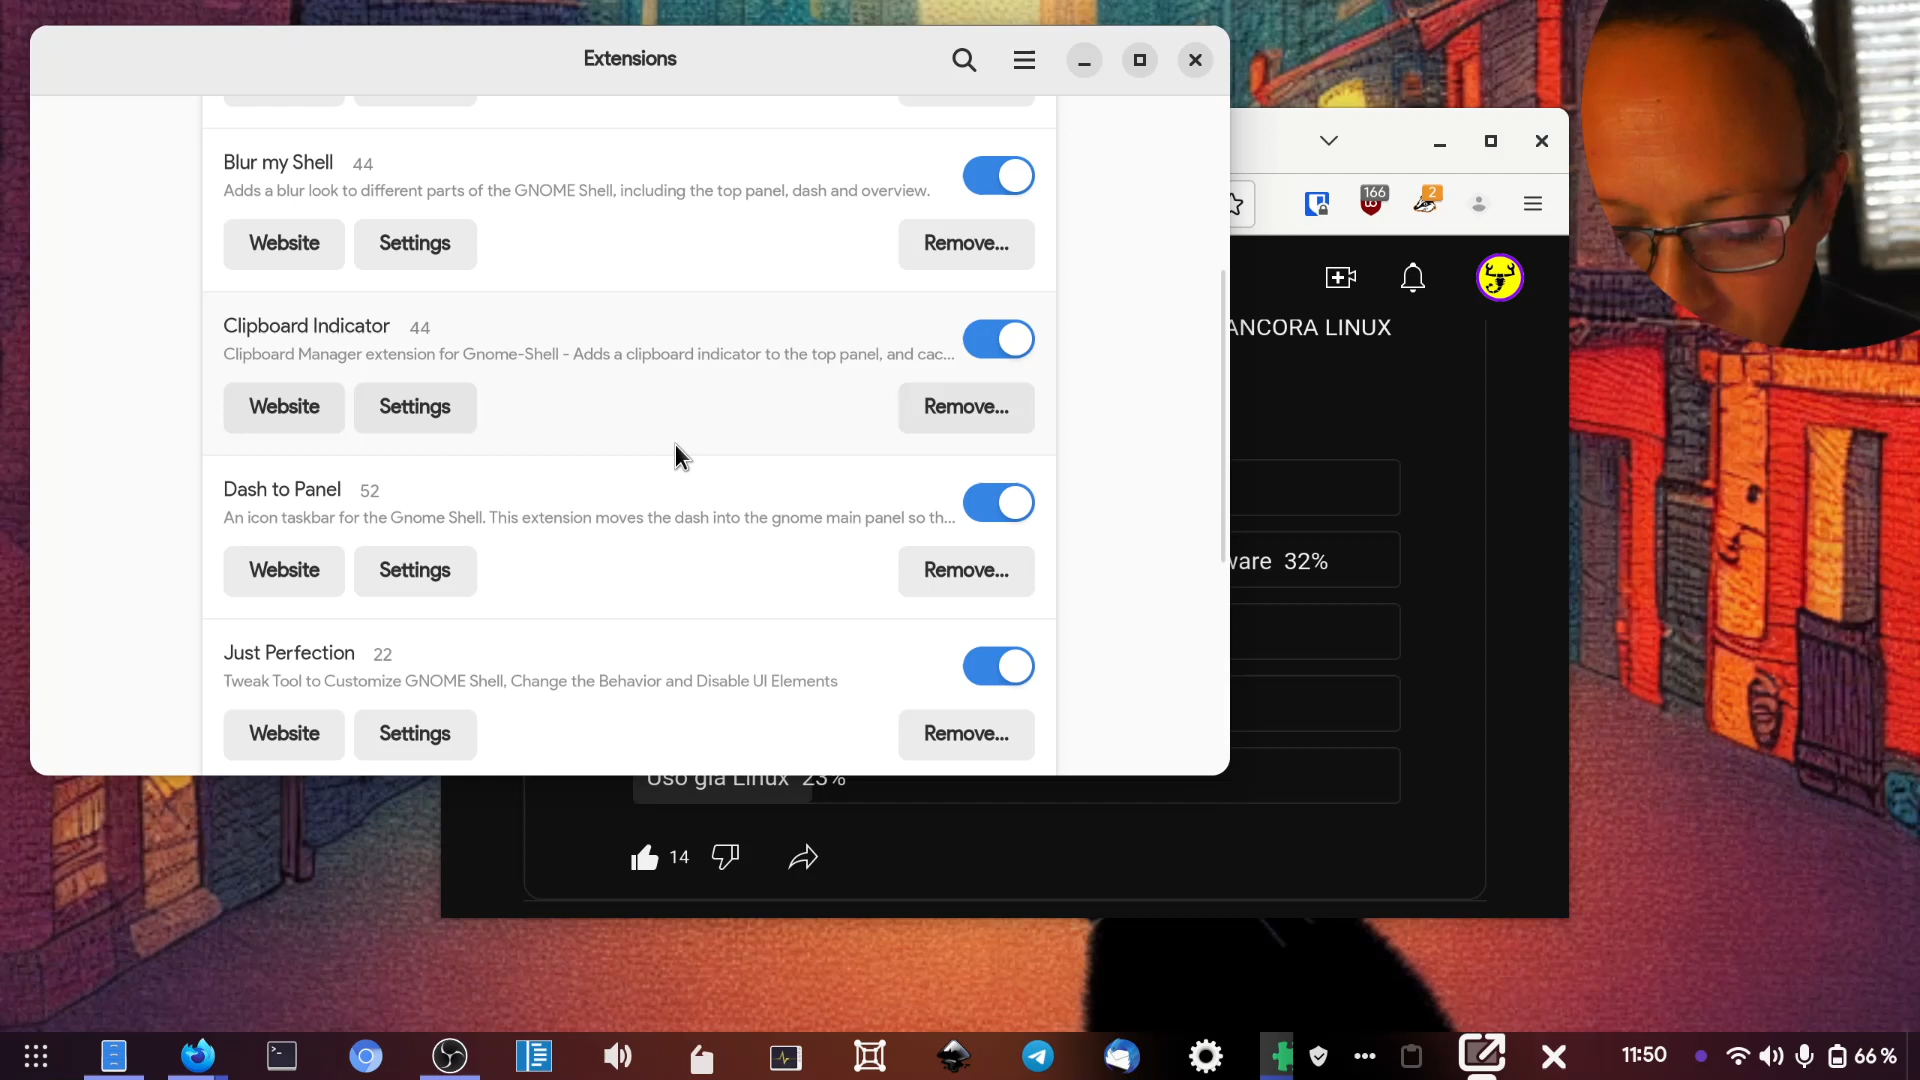 Extensions
Blur my Shell 44
Adds a blur look to different parts of the GNOME Shell, including the top panel, dash and overview.
Website Settings Remove...
Clipboard Indicator 44
Clipboard Manager extension for Gnome-Shell - Adds a clipboard indicator to the top panel, and cac...
Website Settings Remove...
Dash to Panel 52
An icon taskbar for the Gnome Shell. This extension moves the dash into the gnome main panel so th...
Website Settings Remove...
Just Perfection 22
Tweak Tool to Customize GNOME Shell, Change the Behavior and Disable UI Elements
Website Settings Remove...
166
2
ANCORA LINUX
ware 32%
Uso già Linux 23%
14
11:50
66 %